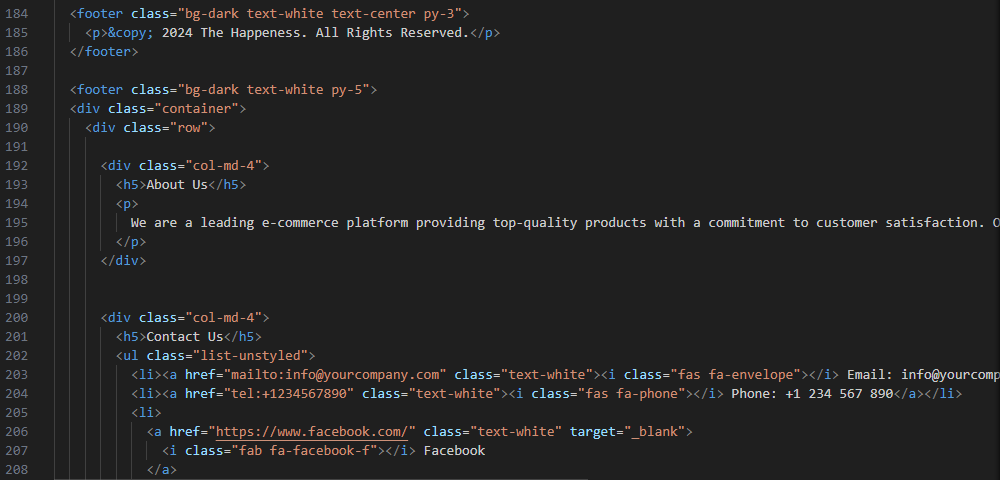 184 <footer class="bg-dark text-white text-center py-3">
185 <p>&copy; 2024 The Happeness. All Rights Reserved.</p>
186 </footer>
187
188 <footer class="bg-dark text-white py-5">
189 <div class="container">
190 <div class="row">
191
192 <div class="col-md-4">
193 <h5>About Us</h5>
194 <p>
195 We are a leading e-commerce platform providing top-quality products with a commitment to customer satisfaction.
196 </p>
197 </div>
198
199
200 <div class="col-md-4">
201 <h5>Contact Us</h5>
202 <ul class="list-unstyled">
203 <li><a href="mailto:info@yourcompany.com" class="text-white"><i class="fas fa-envelope"></i> Email: info@yourcomp
204 <li><a href="tel:+1234567890" class="text-white"><i class="fas fa-phone"></i> Phone: +1 234 567 890</a></li>
205 <li>
206 <a href="https://www.facebook.com/" class="text-white" target="_blank">
207 <i class="fab fa-facebook-f"></i> Facebook
208 </a>